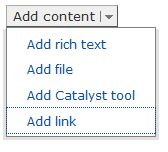 Add content
Add rich text
Add file
Add Catalyst tool
Add link